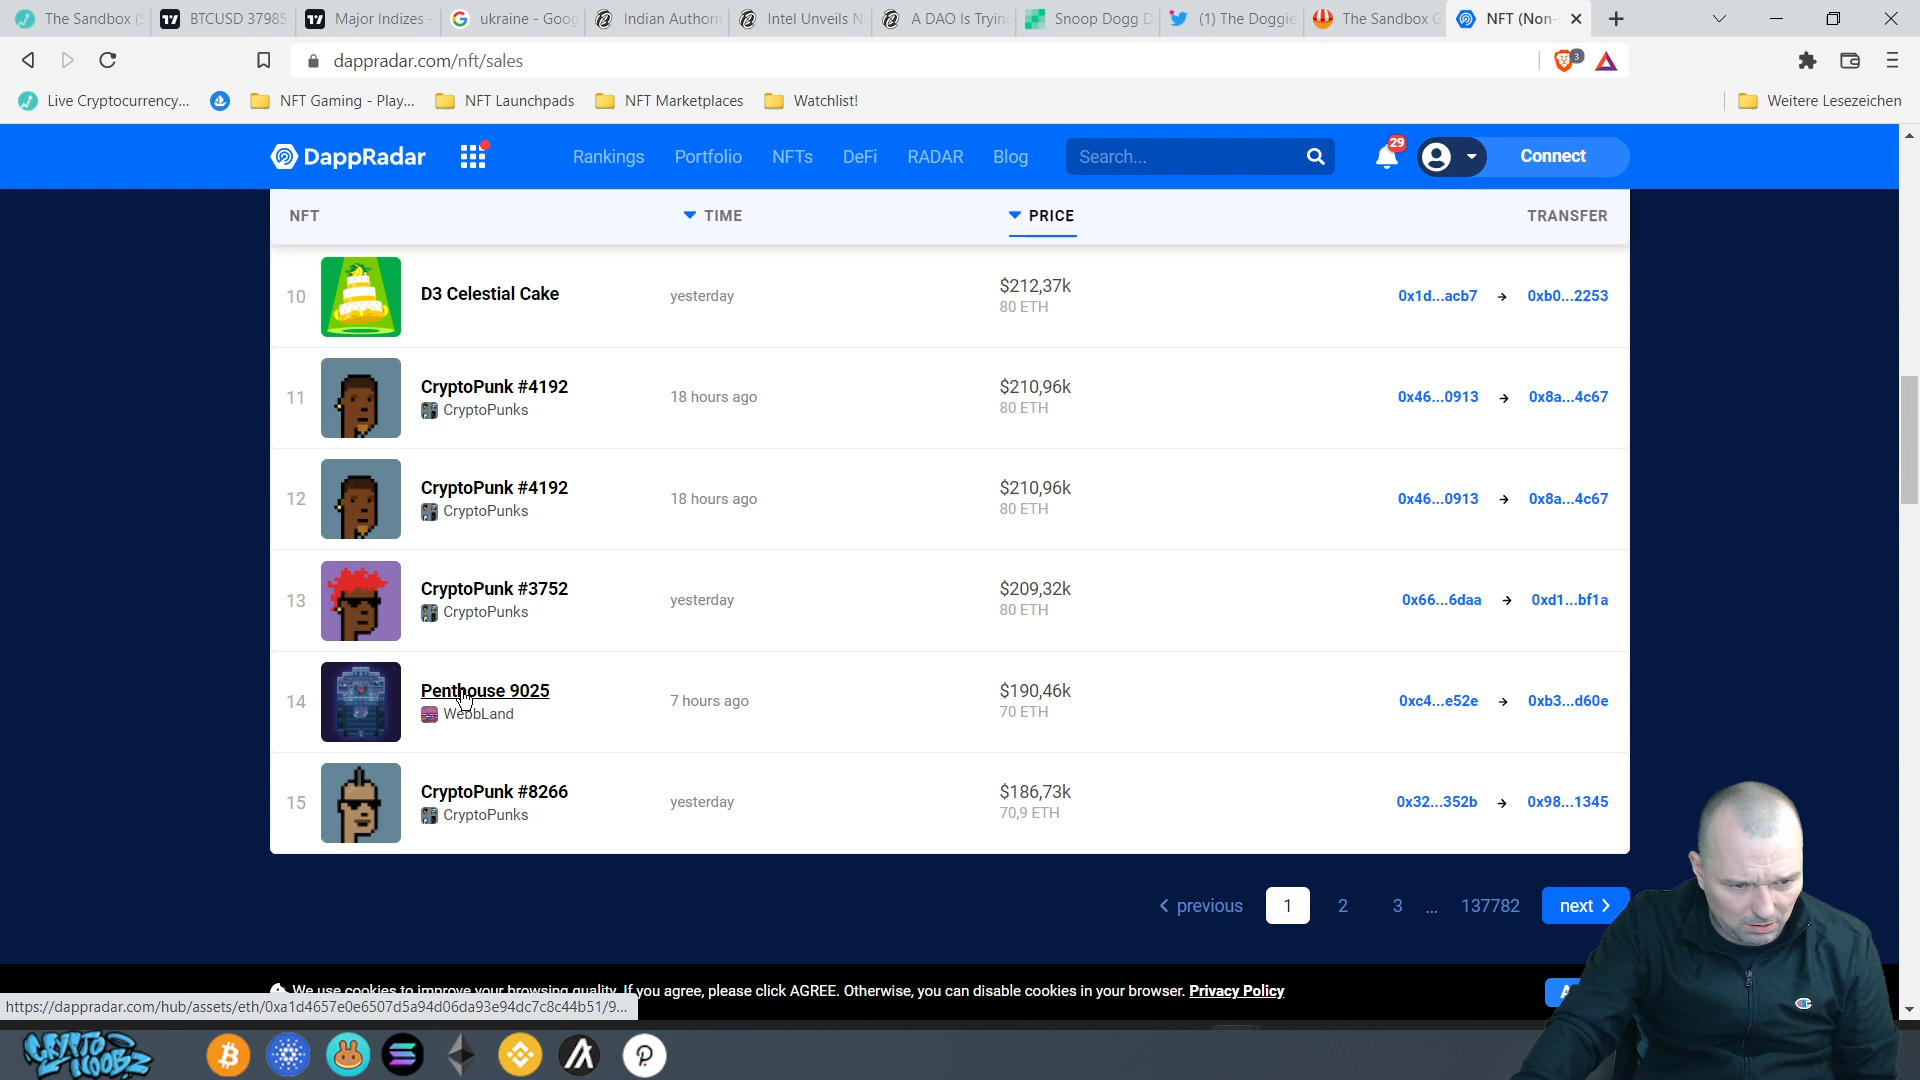 The Sandbox (S
BTCUSD 37985
Major Indizes –
ukraine - Goog
Indian Authori
Intel Unveils N
A DAO Is Tryin
Snoop Dogg D
(1) The Doggie
The Sandbox G
NFT (Non-
dappradar.com/nft/sales
3
Live Cryptocurrency...
NFT Gaming - Play...
NFT Launchpads
NFT Marketplaces
Watchlist!
Weitere Lesezeichen
DappRadar
Rankings
Portfolio
NFTs
DeFi
RADAR
Blog
Search...
29
Connect
NFT
TIME
PRICE
TRANSFER
10
D3 Celestial Cake
yesterday
$212,37k
80 ETH
0x1d...acb7 → 0xb0...2253
11
CryptoPunk #4192
CryptoPunks
18 hours ago
$210,96k
80 ETH
0x46...0913 → 0x8a...4c67
12
CryptoPunk #4192
CryptoPunks
18 hours ago
$210,96k
80 ETH
0x46...0913 → 0x8a...4c67
13
CryptoPunk #3752
CryptoPunks
yesterday
$209,32k
80 ETH
0x66...6daa → 0xd1...bf1a
14
Penthouse 9025
WebbLand
7 hours ago
$190,46k
70 ETH
0xc4...e52e → 0xb3...d60e
15
CryptoPunk #8266
CryptoPunks
yesterday
$186,73k
70,9 ETH
0x32...352b → 0x98...1345
previous
1
2
3
...
137782
next
We use cookies to improve your browsing quality. If you agree, please click AGREE. Otherwise, you can disable cookies in your browser. Privacy Policy
https://dappradar.com/hub/assets/eth/0xa1d4657e0e6507d5a94d06da93e94dc7c8c44b51/9...
CRYPTO
NOOBZ